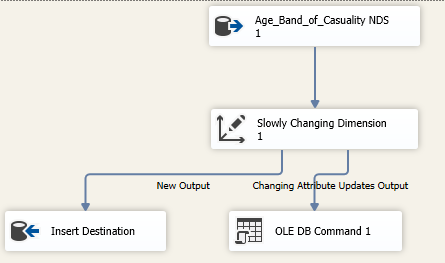 Age_Band_of_Casuality NDS
1
Slowly Changing Dimension
1
New Output
Changing Attribute Updates Output
Insert Destination
OLE DB Command 1